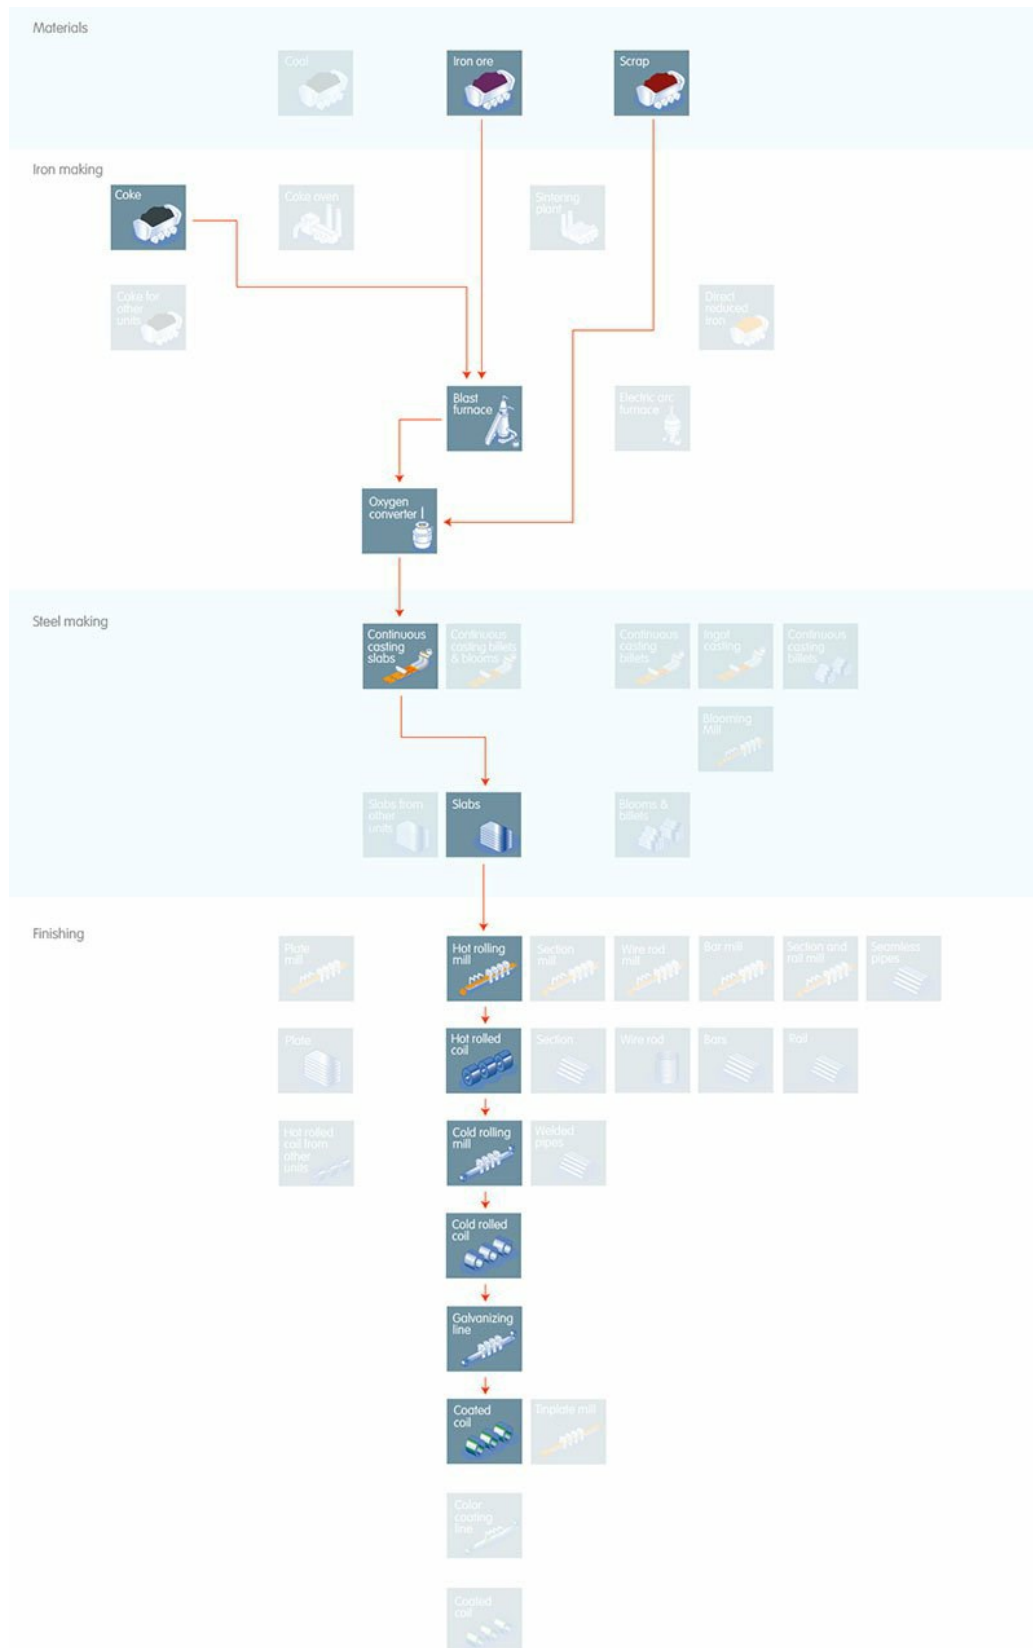 Materials
Coal
Iron ore
Scrap
Iron making
Coke
Coke oven
Sintering
plant
Coke for
other
units
Direct
reduced
iron
Blast
furnace
Electric arc
furnace
Oxygen
converter
Steel making
Continuous
casting
slabs
Continuous
casting billets
& blooms
Continuous
casting
billets
Ingot
casting
Continuous
casting
billets
Blooming
Mill
Slabs from
other
units
Slabs
Blooms &
billets
Finishing
Plate
mill
Hot rolling
mill
Section
mill
Wire rod
mill
Bar mill
Section and
rail mill
Seamless
pipes
Plate
Hot rolled
coil
Section
Wire rod
Bars
Rail
Hot rolled
coil from
other
units
Cold rolling
mill
Welded
pipes
Cold rolled
coil
Galvanizing
line
Coated
coil
Tinplate mill
Color
coating
line
Coated
coil